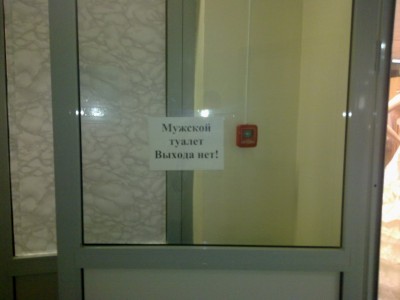 Мужской
туалет
Выхода нет!